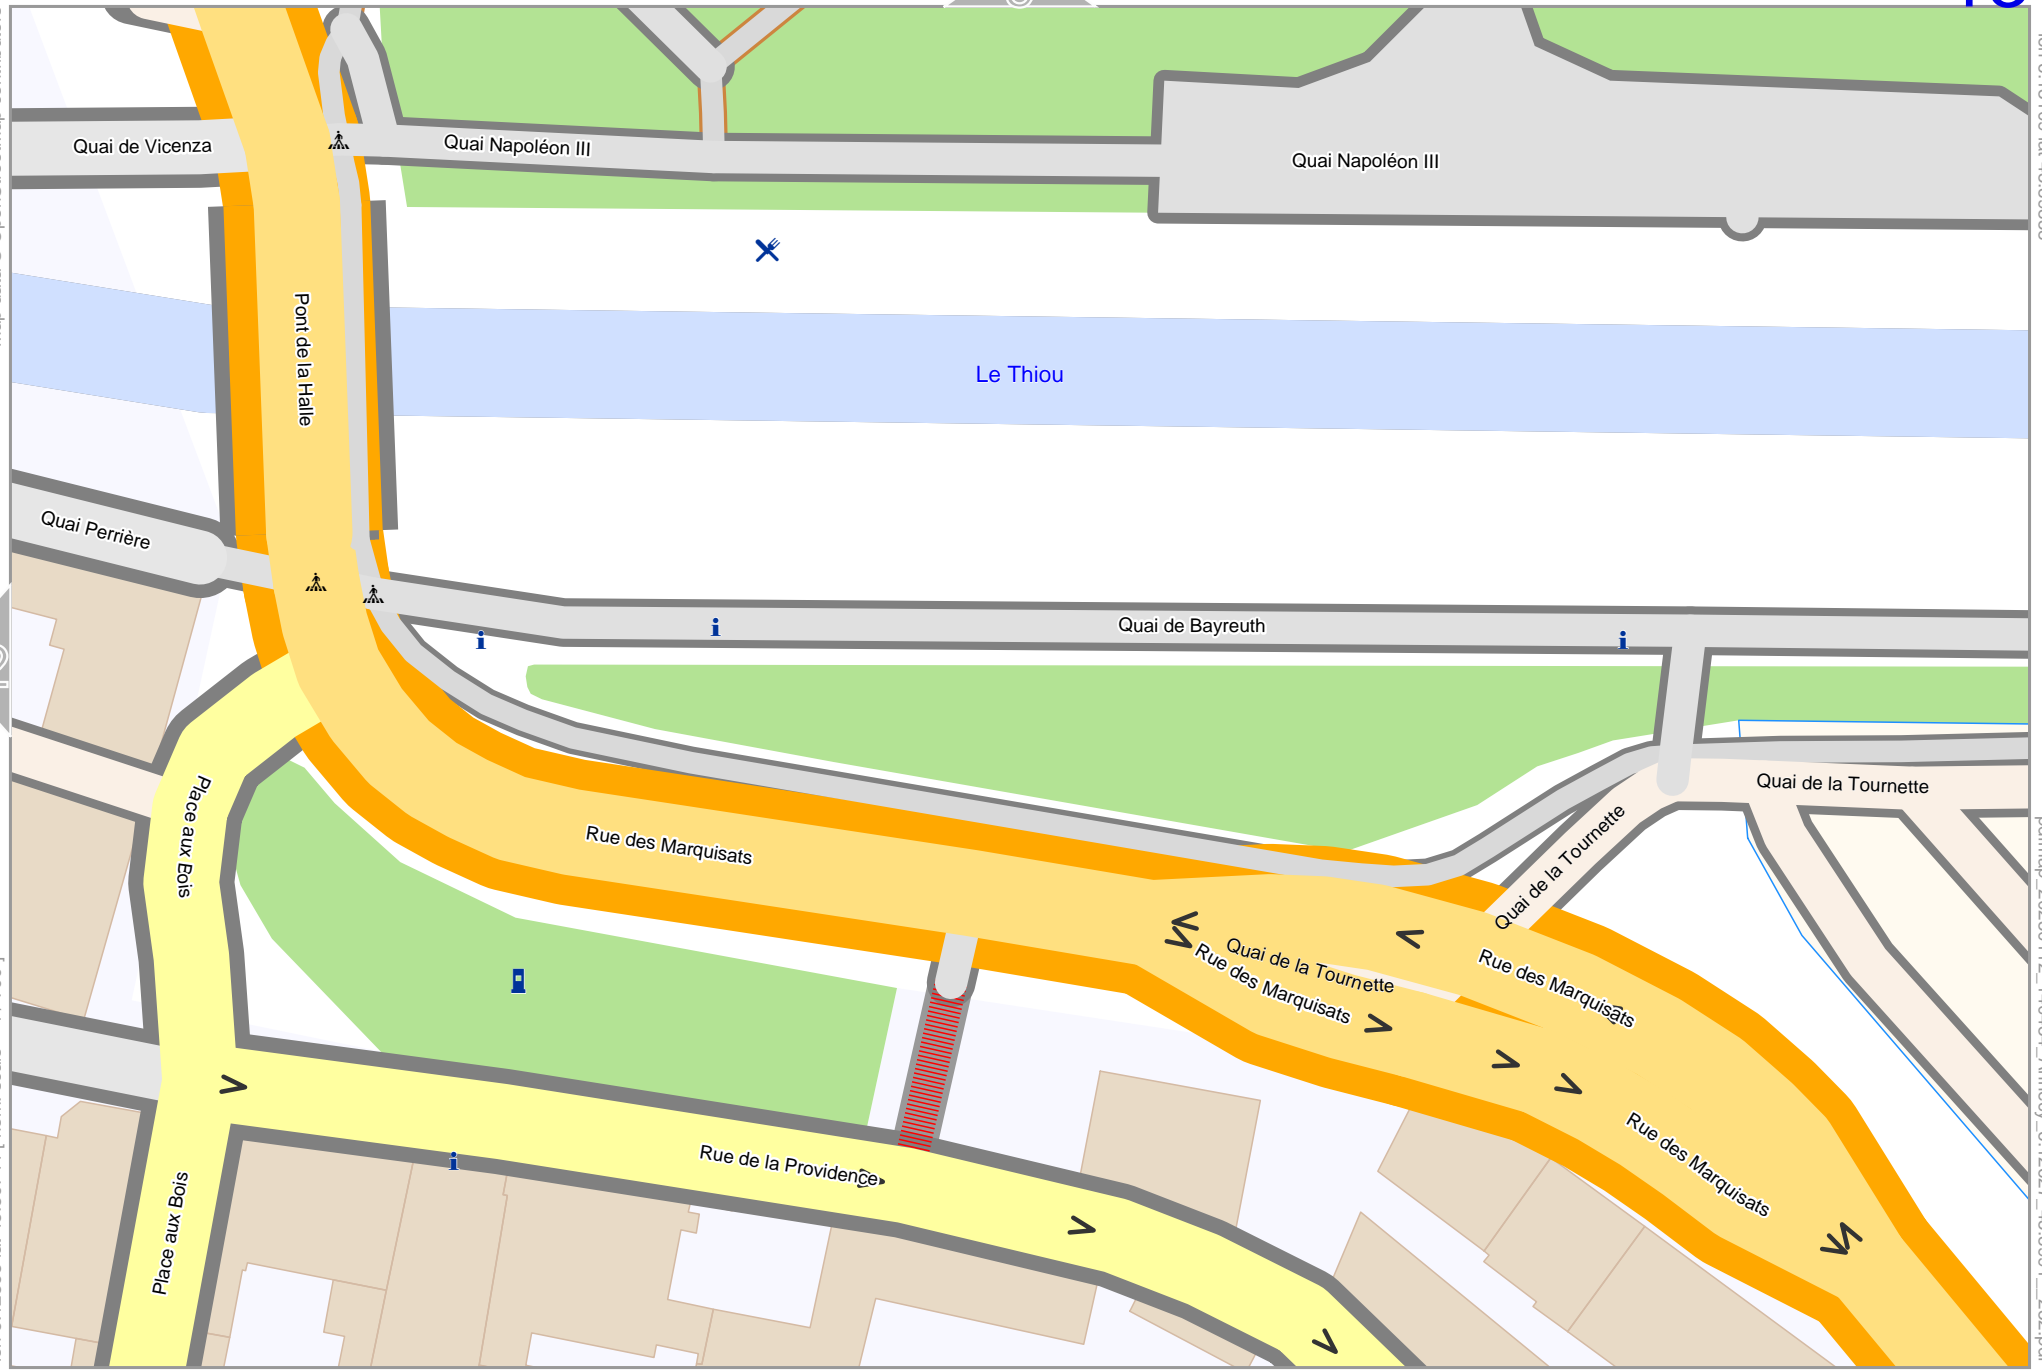 Quai de Vicenza
Quai Napoléon III
Quai Napoléon III
Pont de la Halle
Le Thiou
Quai Perrière
Quai de Bayreuth
Place aux Bois
Rue des Marquisats
Quai de la Tournette
Quai de la Tournette
Quai de la Tournette
Rue des Marquisats
Rue des Marquisats
Rue des Marquisats
Rue de la Providence
Place aux Bois